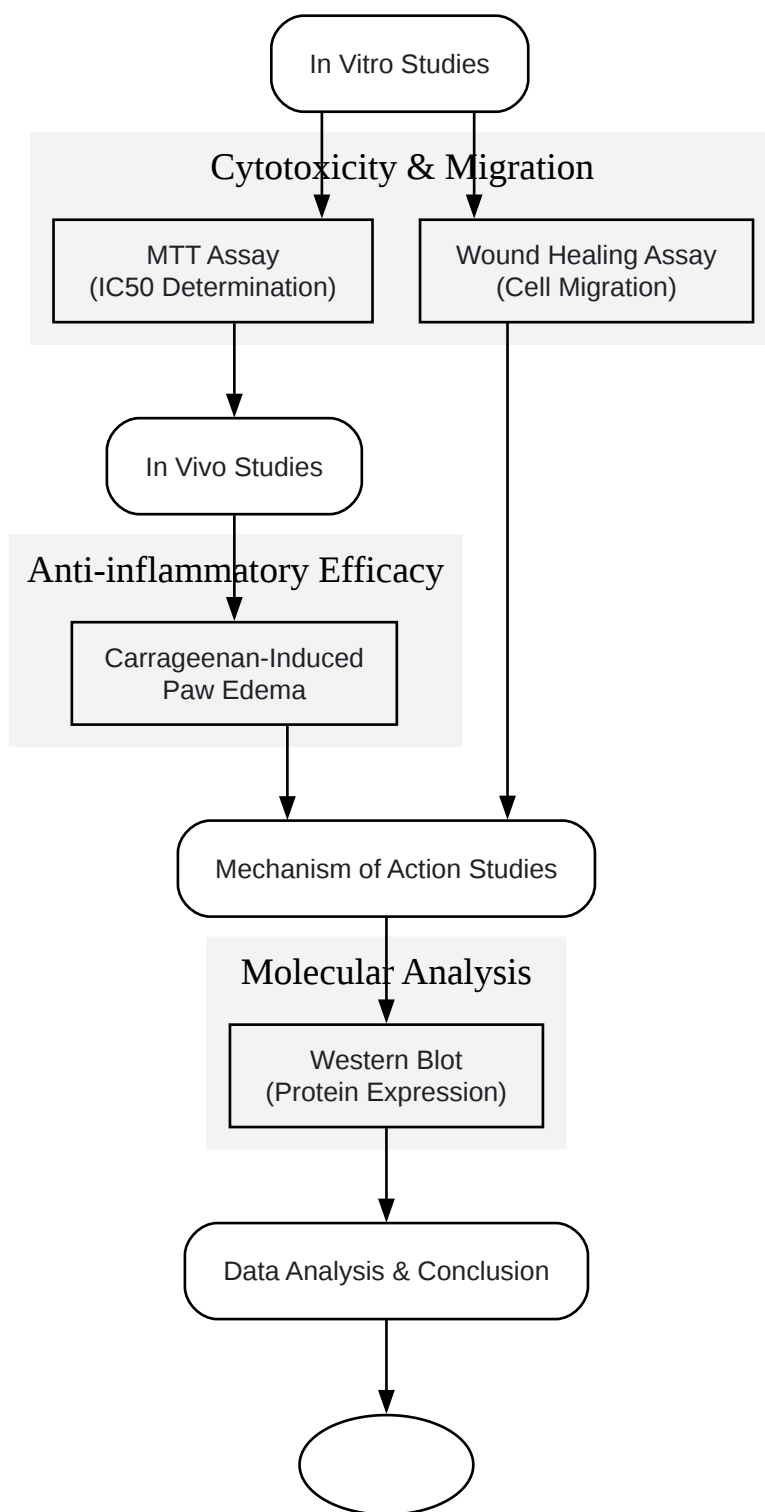 In Vitro Studies
Cytotoxicity & Migration
MTT Assay
(IC50 Determination)
Wound Healing Assay
(Cell Migration)
In Vivo Studies
Anti-inflammatory Efficacy
Carrageenan-Induced
Paw Edema
Mechanism of Action Studies
Molecular Analysis
Western Blot
(Protein Expression)
Data Analysis & Conclusion